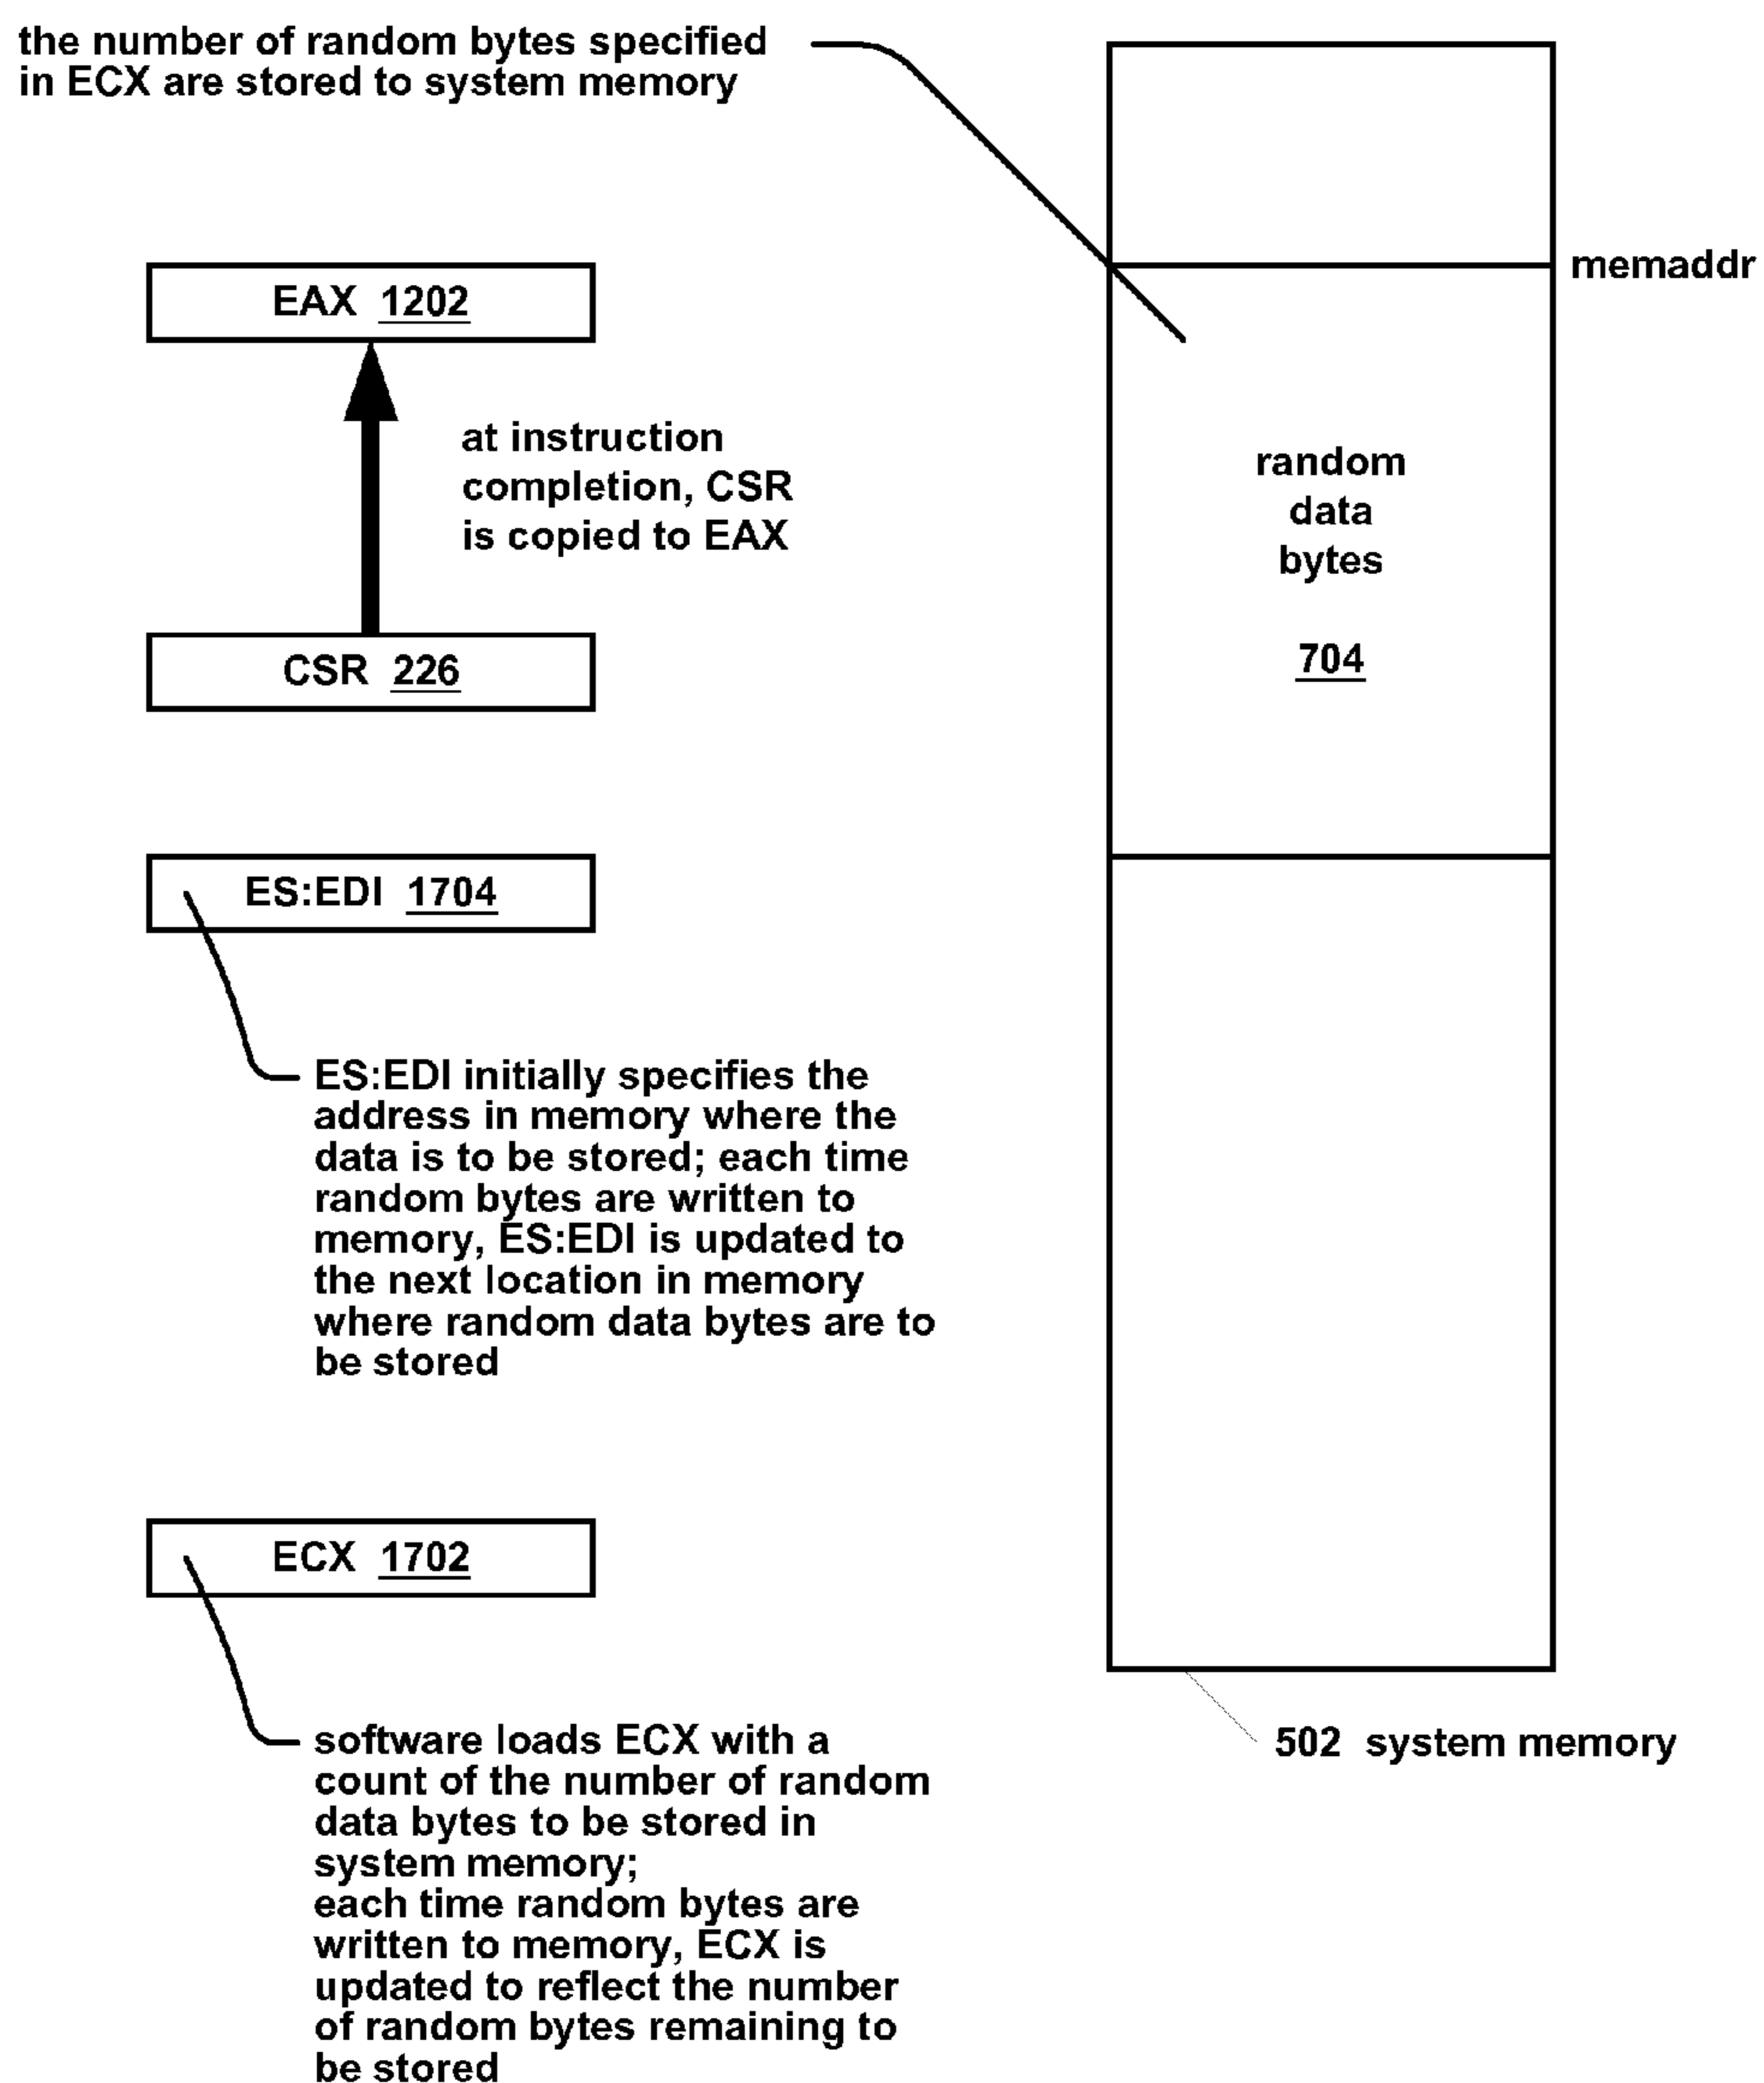 the number of random bytes specified
in ECX are stored to system memory
memaddr
EAX 1202
at instruction
completion, CSR
is copied to EAX
random
data
bytes
704
CSR 226
ES:EDI 1704
ES:EDI initially specifies the
address in memory where the
data is to be stored; each time
random bytes are written to
memory, ES:EDI is updated to
the next location in memory
where random data bytes are to
be stored
ECX 1702
software loads ECX with a
count of the number of random
data bytes to be stored in
system memory;
each time random bytes are
written to memory, ECX is
updated to reflect the number
of random bytes remaining to
be stored
502 system memory